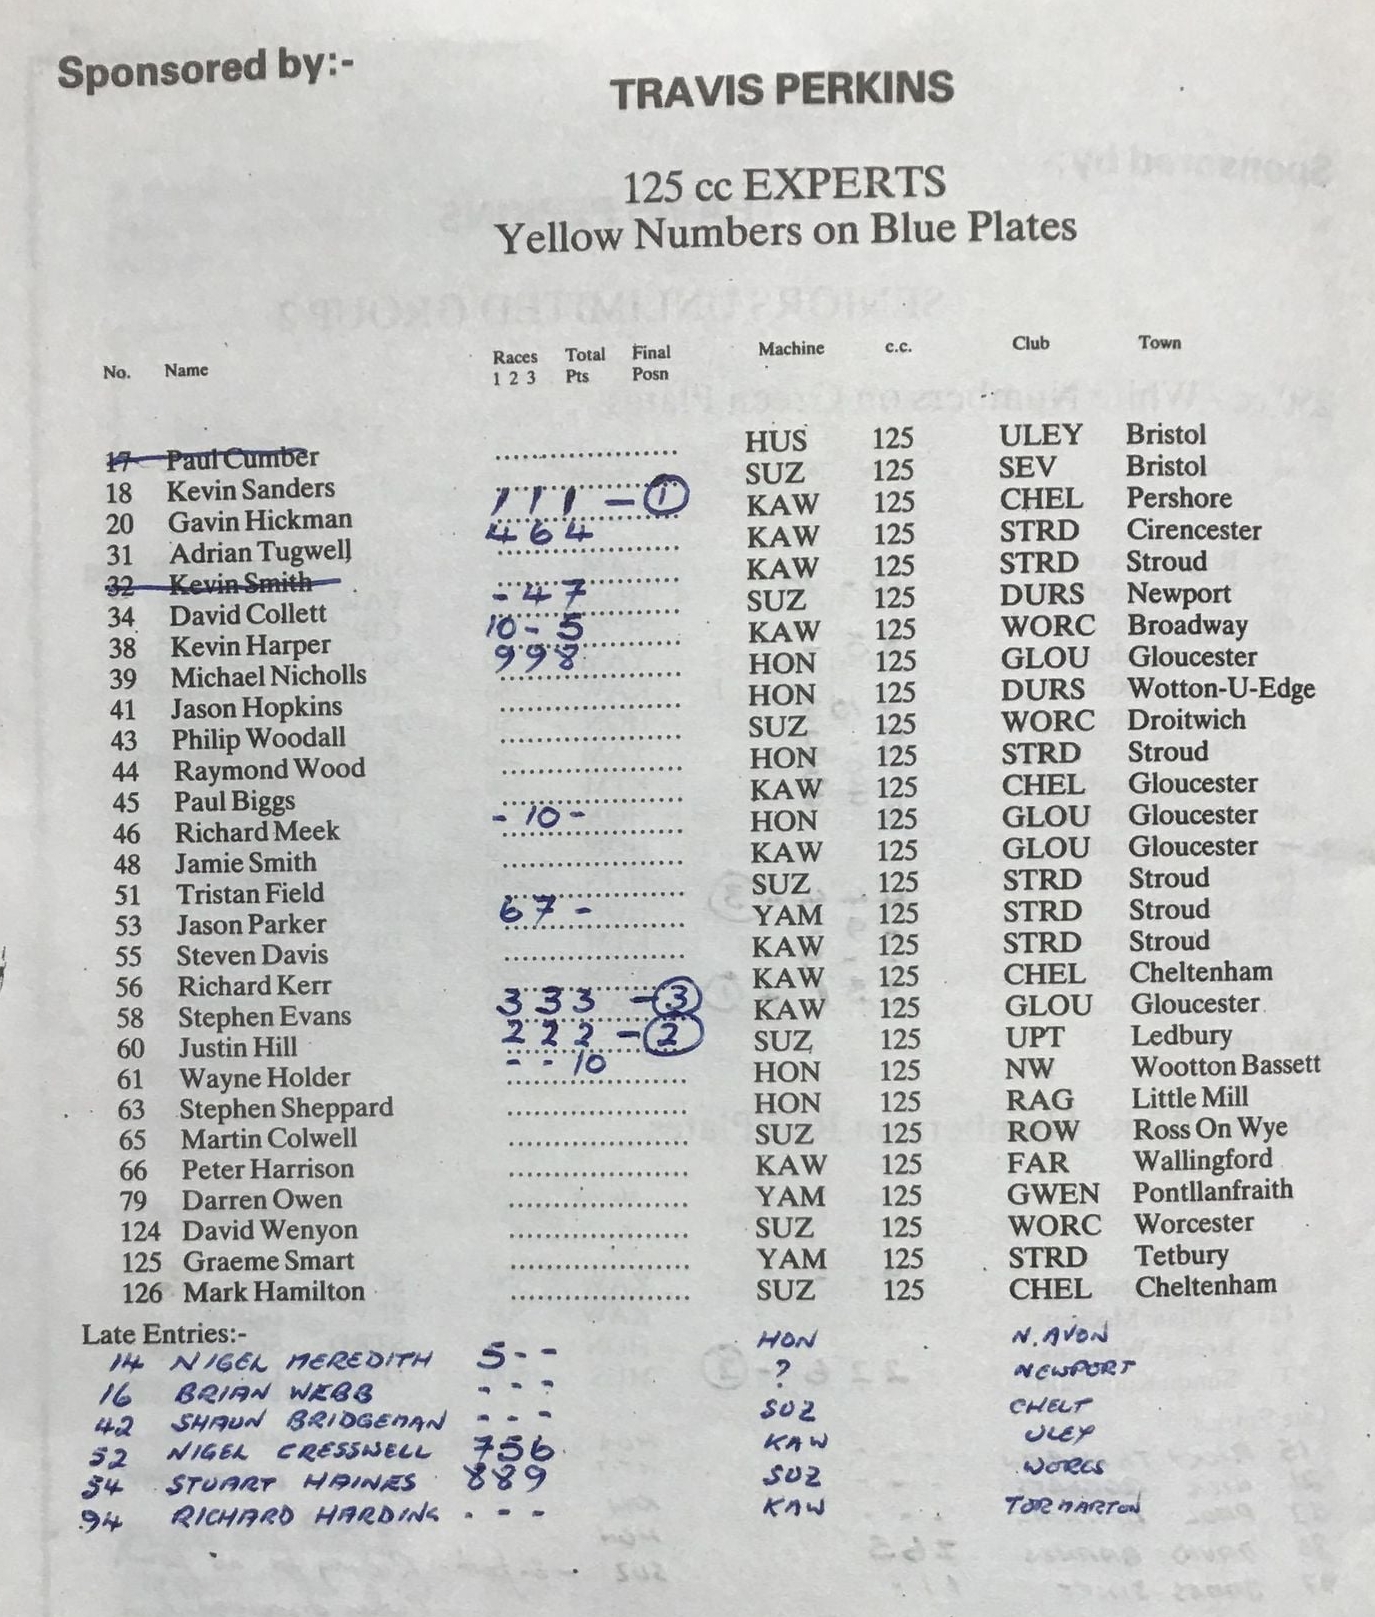 Sponsored by:-
TRAVIS PERKINS
125 cc EXPERTS
Yellow Numbers on Blue Plates
No. Name Races 1 2 3 Total Pts Final Posn Machine c.c. Club Town
17 Paul Cumber HUS 125 ULEY Bristol
18 Kevin Sanders SUZ 125 SEV Bristol
20 Gavin Hickman 1 1 1 - 1 KAW 125 CHEL Pershore
31 Adrian Tugwell 4 6 4 KAW 125 STRD Cirencester
32 Kevin Smith KAW 125 STRD Stroud
34 David Collett - 4 7 SUZ 125 DURS Newport
38 Kevin Harper 10 - 5 KAW 125 WORC Broadway
39 Michael Nicholls 9 9 8 HON 125 GLOU Gloucester
41 Jason Hopkins HON 125 DURS Wotton-U-Edge
43 Philip Woodall SUZ 125 WORC Droitwich
44 Raymond Wood HON 125 STRD Stroud
45 Paul Biggs KAW 125 CHEL Gloucester
46 Richard Meek - 10 - HON 125 GLOU Gloucester
48 Jamie Smith KAW 125 GLOU Gloucester
51 Tristan Field SUZ 125 STRD Stroud
53 Jason Parker 6 7 - YAM 125 STRD Stroud
55 Steven Davis KAW 125 STRD Stroud
56 Richard Kerr KAW 125 CHEL Cheltenham
58 Stephen Evans 3 3 3 - 3 KAW 125 GLOU Gloucester
60 Justin Hill 2 2 2 - 2 SUZ 125 UPT Ledbury
61 Wayne Holder - - 10 HON 125 NW Wootton Bassett
63 Stephen Sheppard HON 125 RAG Little Mill
65 Martin Colwell SUZ 125 ROW Ross On Wye
66 Peter Harrison KAW 125 FAR Wallingford
79 Darren Owen YAM 125 GWEN Pontllanfraith
124 David Wenyon SUZ 125 WORC Worcester
125 Graeme Smart YAM 125 STRD Tetbury
126 Mark Hamilton SUZ 125 CHEL Cheltenham
Late Entries:-
14 NIGEL MEREDITH 5 - - HON N. AVON
16 BRIAN WEBB - - - ? NEWPORT
42 SHAUN BRIDGEMAN - - - SUZ CHELT
52 NIGEL CRESSWELL 7 5 6 KAW ULEY
54 STUART HAINES 8 8 9 SUZ WORCS
94 RICHARD HARDING - - - KAW TORMARTON